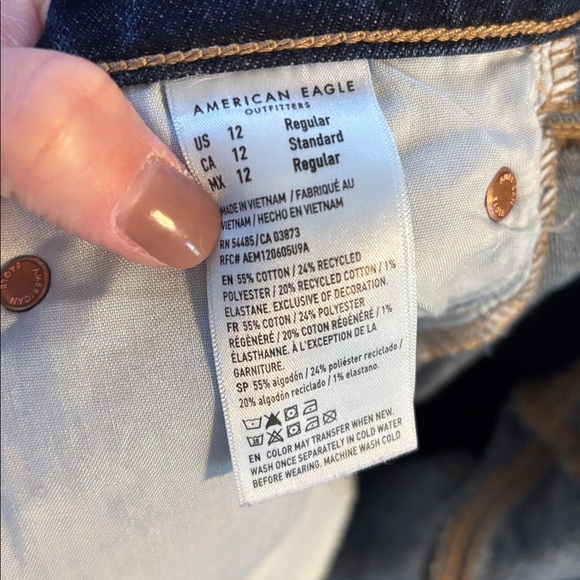 AMERICAN EAGLE
OUTFITTERS
US 12 Regular
CA 12 Standard
MX 12 Regular
MADE IN VIETNAM / FABRIQUÉ AU
VIETNAM / HECHO EN VIETNAM
RN 54485/CA 03873
RFC# AEM120605U9A
EN 55% COTTON / 24% RECYCLED
POLYESTER / 20% RECYCLED COTTON / 1%
ELASTANE. EXCLUSIVE OF DECORATION.
FR 55% COTON / 24% POLYESTER
RÉGÉNÉRÉ / 20% COTON RÉGÉNÉRÉ / 1%
ÉLASTHANNE. À L'EXCEPTION DE LA
GARNITURE.
SP 55% algodón / 24% poliéster reciclado /
20% algodón reciclado / 1% elastano.
EN COLOR MAY TRANSFER WHEN NEW.
WASH ONCE SEPARATELY IN COLD WATER
BEFORE WEARING. MACHINE WASH COLD
AMERICAN
AMERICAN